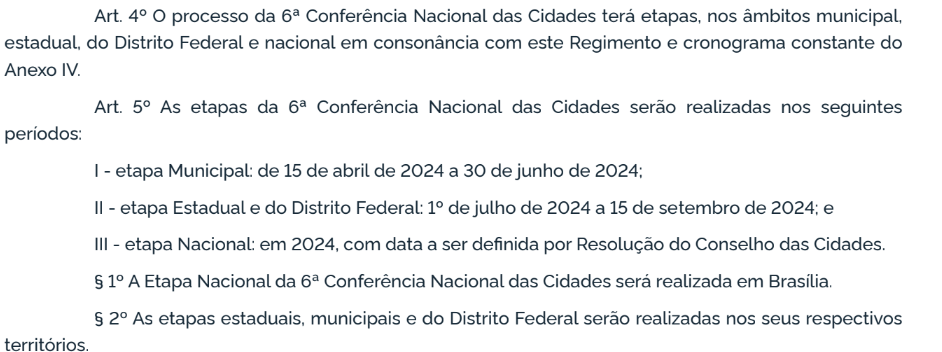 Art. 4º O processo da 6ª Conferência Nacional das Cidades terá etapas, nos âmbitos municipal,
estadual, do Distrito Federal e nacional em consonância com este Regimento e cronograma constante do
Anexo IV.
Art. 5º As etapas da 6ª Conferência Nacional das Cidades serão realizadas nos seguintes
períodos:
I - etapa Municipal: de 15 de abril de 2024 a 30 de junho de 2024;
II - etapa Estadual e do Distrito Federal: 1º de julho de 2024 a 15 de setembro de 2024; e
III - etapa Nacional: em 2024, com data a ser definida por Resolução do Conselho das Cidades.
§ 1º A Etapa Nacional da 6ª Conferência Nacional das Cidades será realizada em Brasília.
§ 2º As etapas estaduais, municipais e do Distrito Federal serão realizadas nos seus respectivos
territórios.